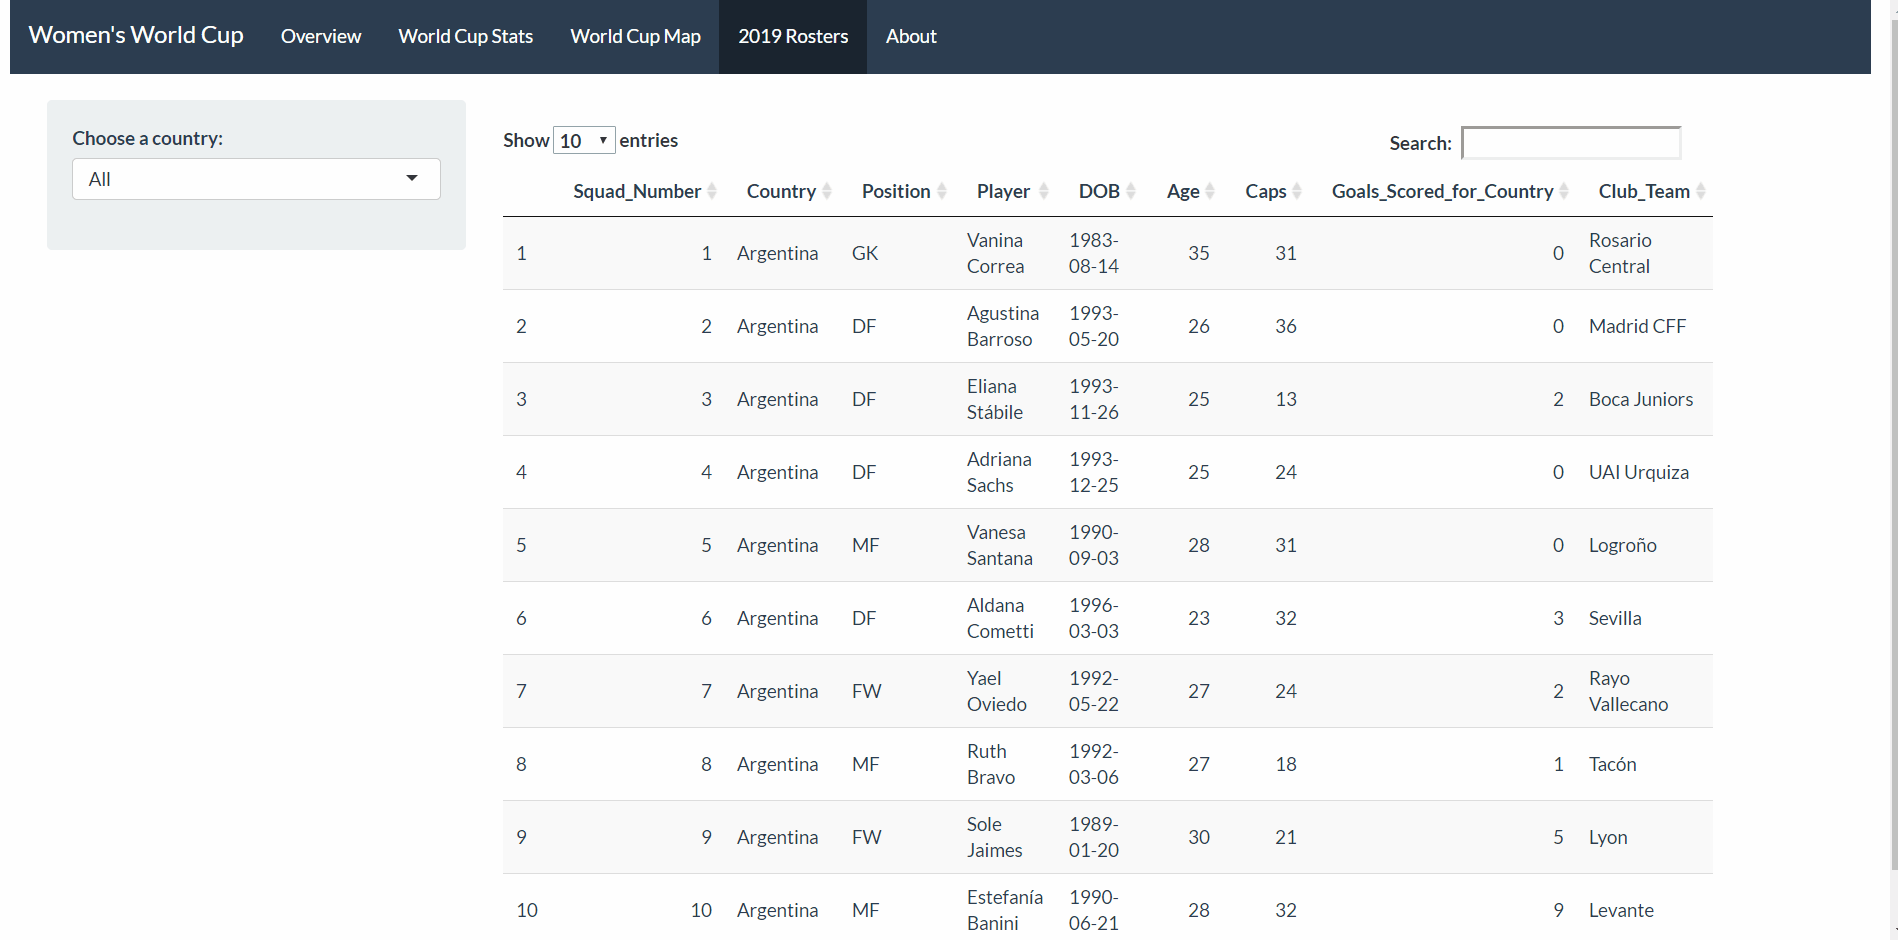 Women's World Cup Overview World Cup Stats World Cup Map 2019 Rosters About
Choose a country:
All
Show 10 entries
Search:
Squad_Number Country Position Player DOB Age Caps Goals_Scored_for_Country Club_Team
1 1 Argentina GK Vanina Correa 1983-08-14 35 31 0 Rosario Central
2 2 Argentina DF Agustina Barroso 1993-05-20 26 36 0 Madrid CFF
3 3 Argentina DF Eliana Stábile 1993-11-26 25 13 2 Boca Juniors
4 4 Argentina DF Adriana Sachs 1993-12-25 25 24 0 UAI Urquiza
5 5 Argentina MF Vanesa Santana 1990-09-03 28 31 0 Logroño
6 6 Argentina DF Aldana Cometti 1996-03-03 23 32 3 Sevilla
7 7 Argentina FW Yael Oviedo 1992-05-22 27 24 2 Rayo Vallecano
8 8 Argentina MF Ruth Bravo 1992-03-06 27 18 1 Tacón
9 9 Argentina FW Sole Jaimes 1989-01-20 30 21 5 Lyon
10 10 Argentina MF Estefanía Banini 1990-06-21 28 32 9 Levante